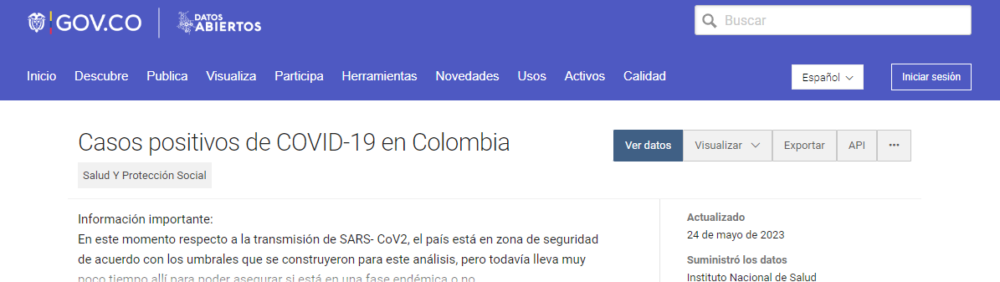 GOV.CO
DATOS
ABIERTOS
Buscar
Inicio Descubre Publica Visualiza Participa Herramientas Novedades Usos Activos Calidad
Español
Iniciar sesión
Casos positivos de COVID-19 en Colombia
Ver datos Visualizar Exportar API ...
Salud Y Protección Social
Información importante:
En este momento respecto a la transmisión de SARS- CoV2, el país está en zona de seguridad
de acuerdo con los umbrales que se construyeron para este análisis, pero todavía lleva muy
poco tiempo allí para poder asegurar si está en una fase endémica o no
Actualizado
24 de mayo de 2023
Suministró los datos
Instituto Nacional de Salud